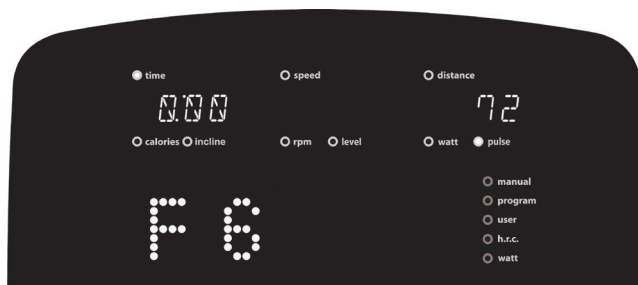 time speed distance
0:00 72
calories incline rpm level watt pulse
manual
program
user
h.r.c.
watt
F 6